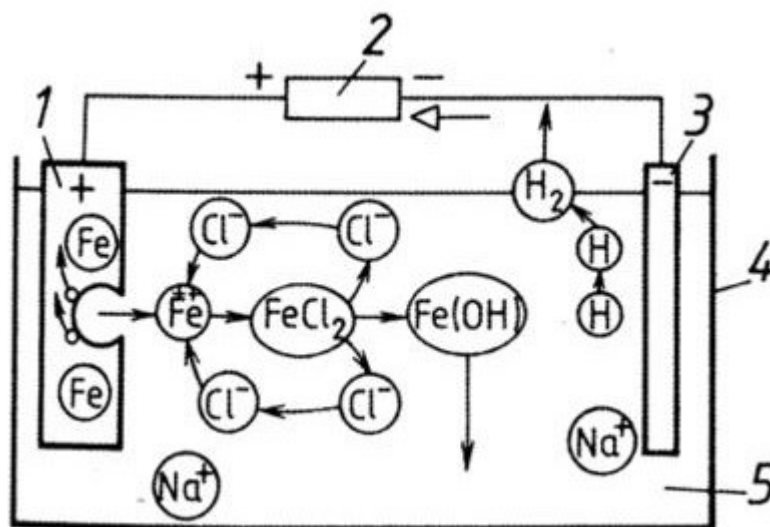 + 2 −
1
3
+
H₂
−
Cl⁻ Cl⁻
Fe
H
4
Fe⁺⁺ FeCl₂ Fe(OH)
H
Fe
Cl⁻ Cl⁻
Na⁺
Na⁺
5